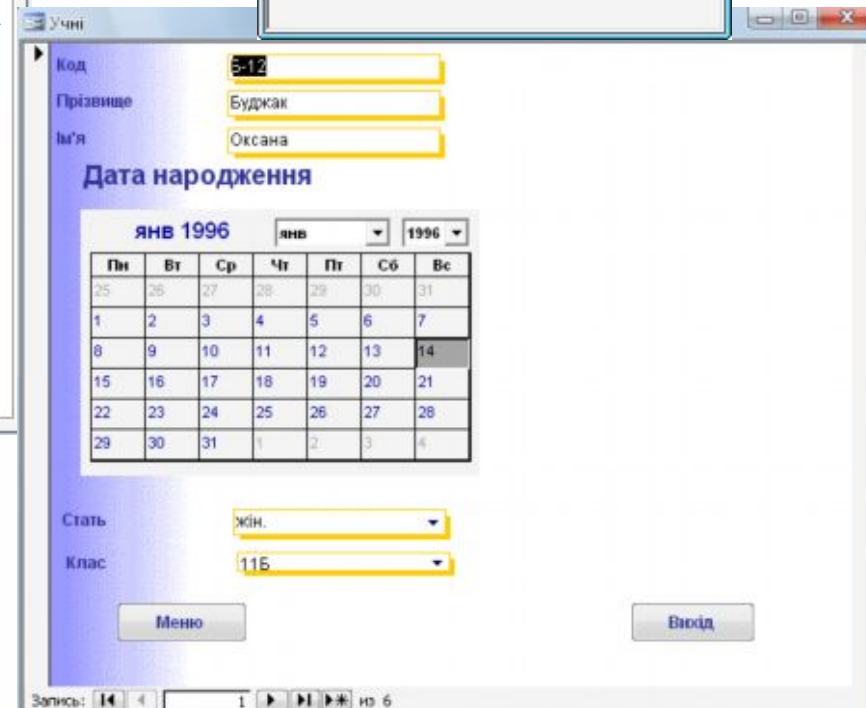 Учні
Код Б-12
Прізвище Буджак
Ім'я Оксана
Дата народження
янв 1996 янв 1996
Пн Вт Ср Чт Пт Сб Вс
25 26 27 28 29 30 31
1 2 3 4 5 6 7
8 9 10 11 12 13 14
15 16 17 18 19 20 21
22 23 24 25 26 27 28
29 30 31 1 2 3 4
Стать жін.
Клас 11Б
Меню Вихід
Запись: 1 из 6